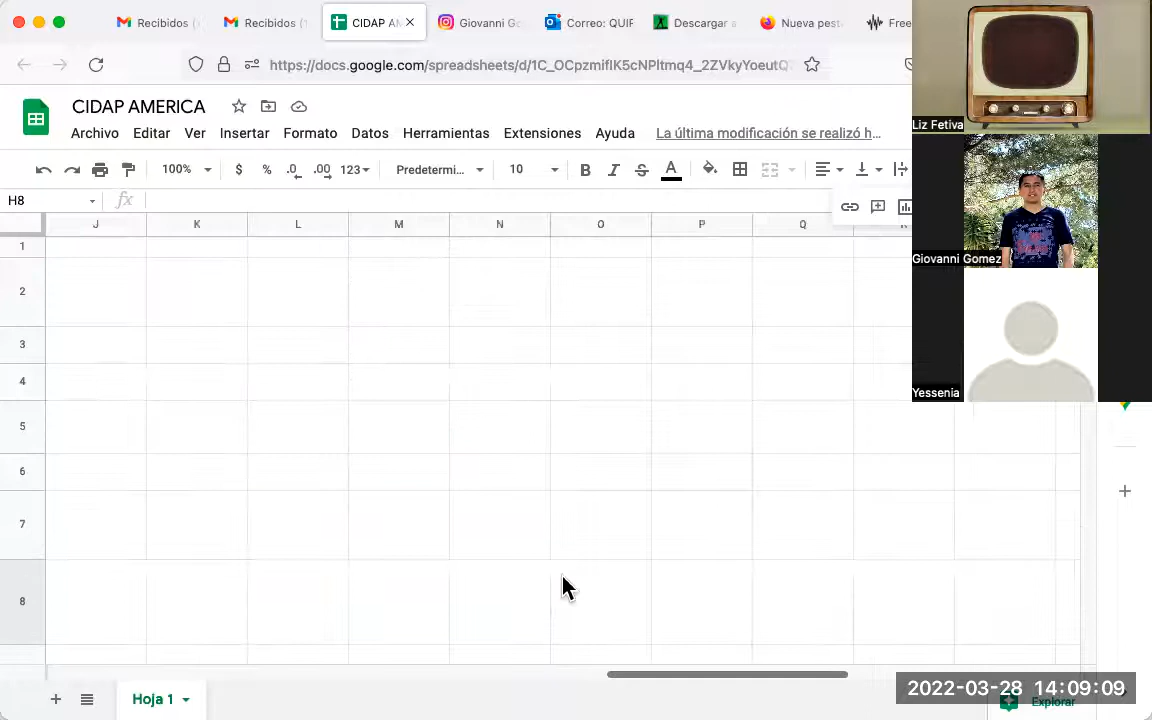 Recibidos (
Recibidos (
CIDAP AM
Giovanni Go
Correo: QUIF
Descargar
Nueva pest
Free
https://docs.google.com/spreadsheets/d/1C_OCpzmifIK5cNPItmq4_2ZVkyYoeutQ
CIDAP AMERICA
Archivo Editar Ver Insertar Formato Datos Herramientas Extensiones Ayuda La última modificación se realizó h...
100% $ % .0 .00 123 Predetermi... 10 B I S A
H8 fx
J K L M N O P Q
1
2
3
4
5
6
7
8
Liz Fetiva
Giovanni Gomez
Yessenia
+ Hoja 1
2022-03-28 14:09:09
Explorar